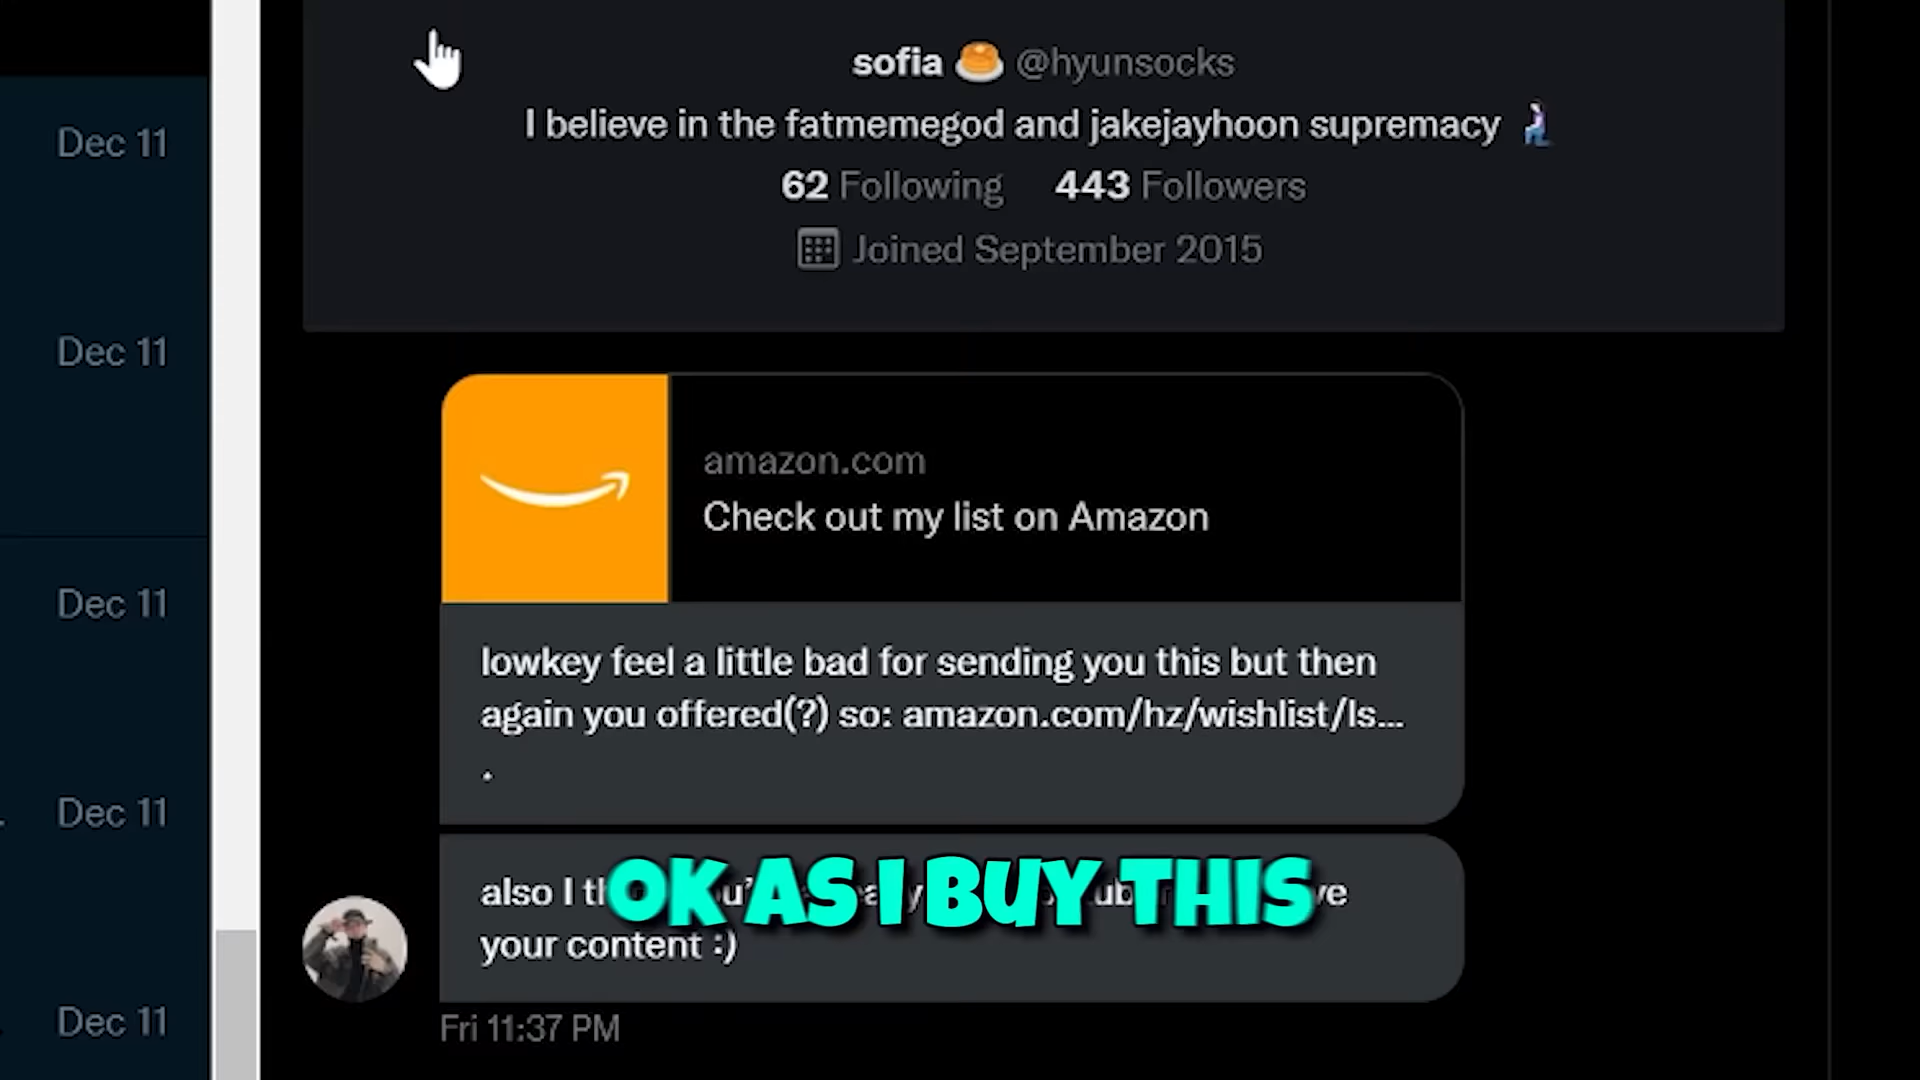 sofia 🥞 @hyunsocks
I believe in the fatmemegod and jakejayhoon supremacy
62 Following 443 Followers
Joined September 2015
Dec 11
Dec 11
Dec 11
Dec 11
Dec 11
amazon.com
Check out my list on Amazon
lowkey feel a little bad for sending you this but then
again you offered(?) so: amazon.com/hz/wishlist/ls...
.
also I
OK AS I BUY THIS
your content :)
Fri 11:37 PM